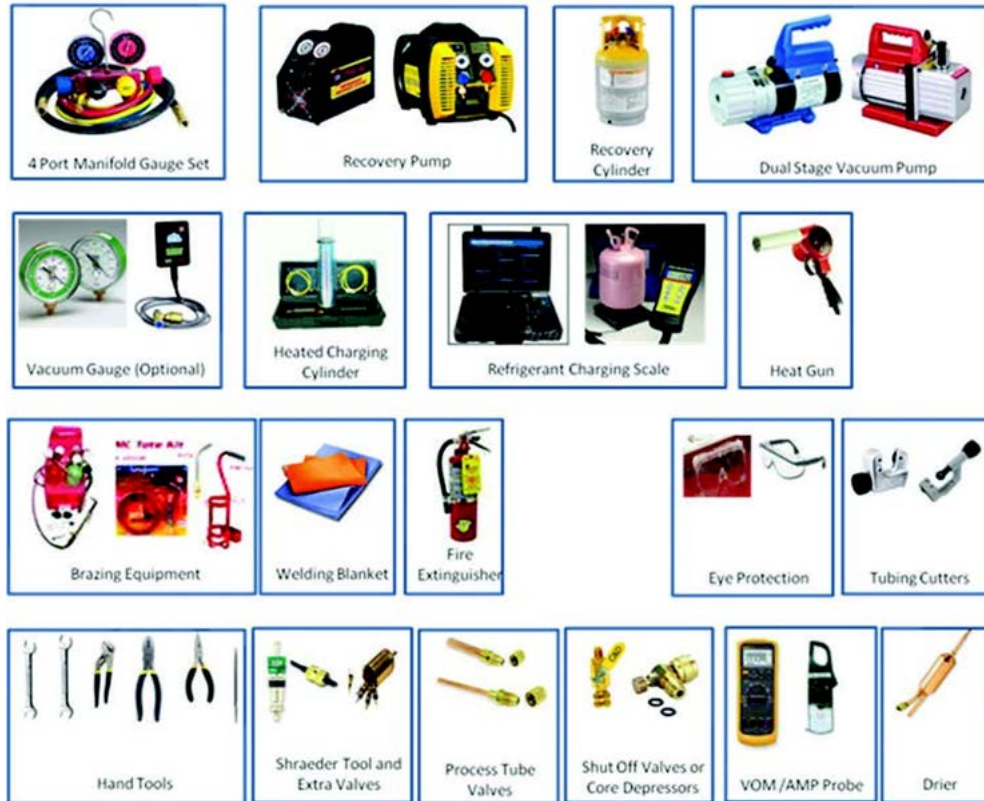 4 Port Manifold Gauge Set
Recovery Pump
Recovery
Cylinder
Dual Stage Vacuum Pump
Vacuum Gauge (Optional)
Heated Charging
Cylinder
Refrigerant Charging Scale
Heat Gun
Brazing Equipment
Welding Blanket
Fire
Extinguisher
Eye Protection
Tubing Cutters
Hand Tools
Shraeder Tool and
Extra Valves
Process Tube
Valves
Shut Off Valves or
Core Depressors
VOM /AMP Probe
Drier